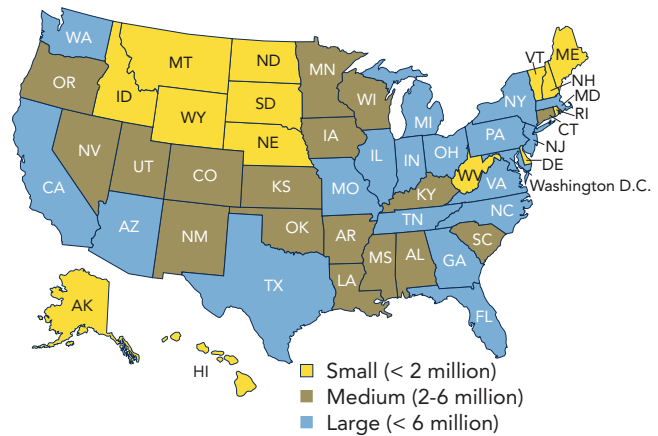 WA
MT
ND
MN
VT
ME
OR
ID
SD
WI
NH
MD
WY
MI
NY
RI
CT
NE
IA
PA
NJ
NV
UT
IL
IN
OH
DE
CO
WV
VA
Washington D.C.
CA
KS
MO
KY
NC
AZ
NM
OK
AR
TN
SC
MS
AL
GA
TX
LA
FL
AK
HI
Small (< 2 million)
Medium (2-6 million)
Large (< 6 million)